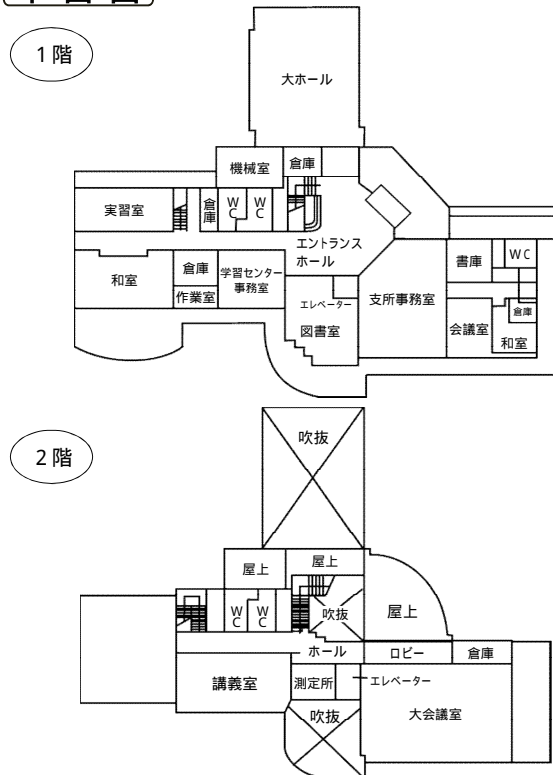 1階
大ホール
機械室
倉庫
実習室
倉庫
WC
WC
エントランス
ホール
書庫
WC
和室
倉庫
学習センター
事務室
作業室
エレベーター
図書室
支所事務室
会議室
倉庫
和室
2階
吹抜
屋上
屋上
WC
WC
吹抜
屋上
ホール
ロビー
倉庫
講義室
測定所
エレベーター
吹抜
大会議室